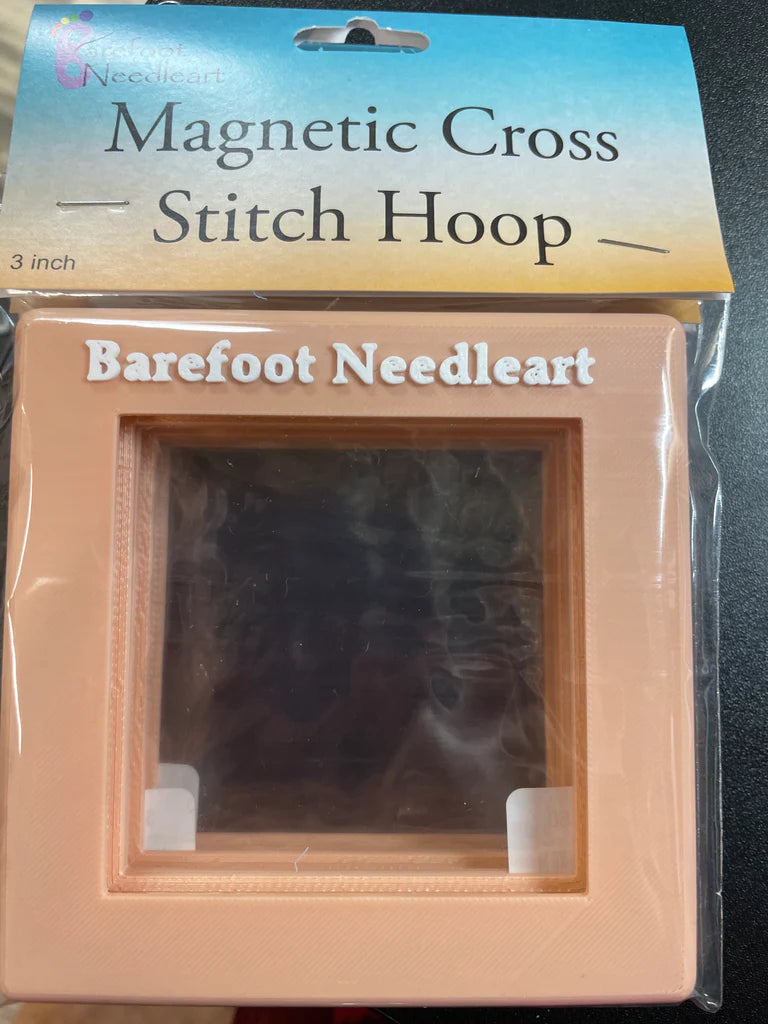 Barefoot
Needleart
Magnetic Cross
Stitch Hoop
3 inch
Barefoot Needleart